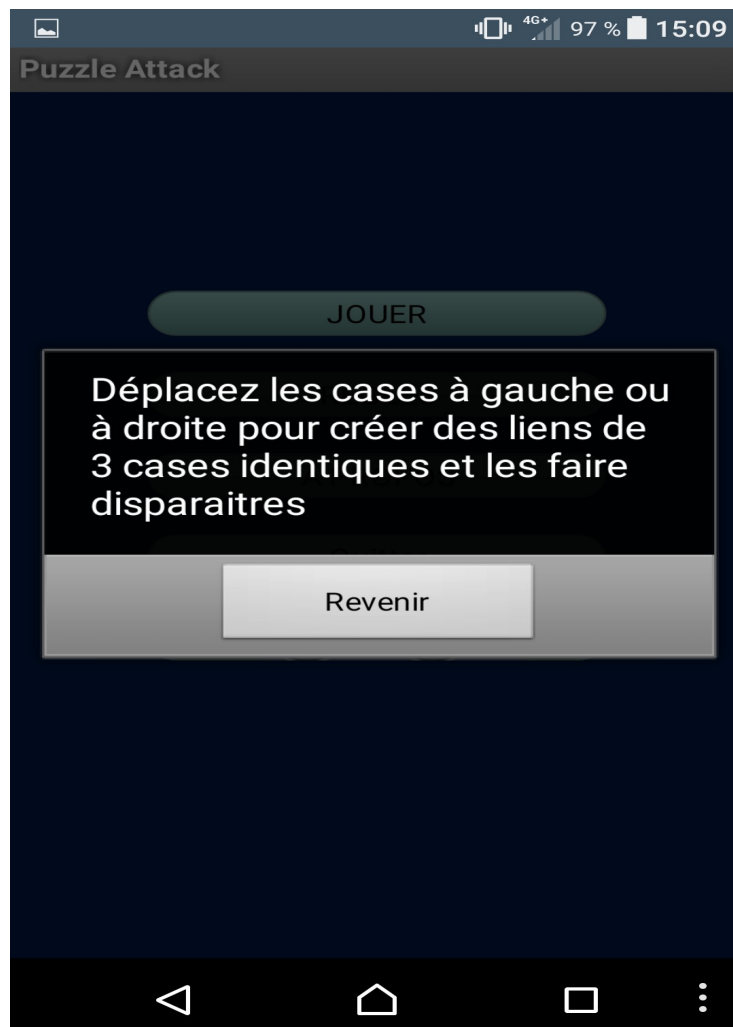 4G+ 97 % 15:09
Puzzle Attack
JOUER
Déplacez les cases à gauche ou
à droite pour créer des liens de
3 cases identiques et les faire
disparaitres
Revenir